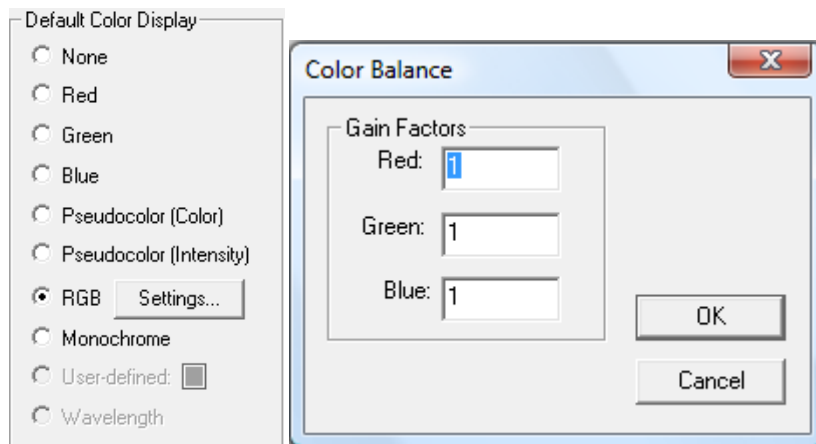 Default Color Display
None
Red
Green
Blue
Pseudocolor (Color)
Pseudocolor (Intensity)
RGB Settings...
Monochrome
User-defined:
Wavelength
Color Balance
Gain Factors
Red: 1
Green: 1
Blue: 1
OK
Cancel